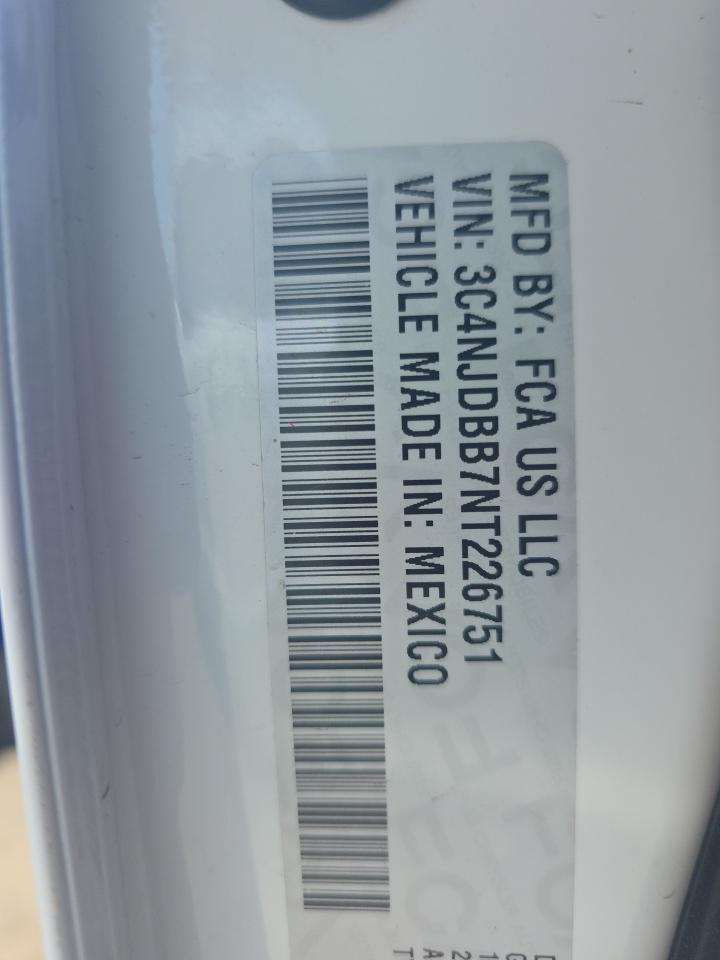 MFD BY: FCA US LLC
VIN: 3C4NJDBB7NT226751
VEHICLE MADE IN: MEXICO